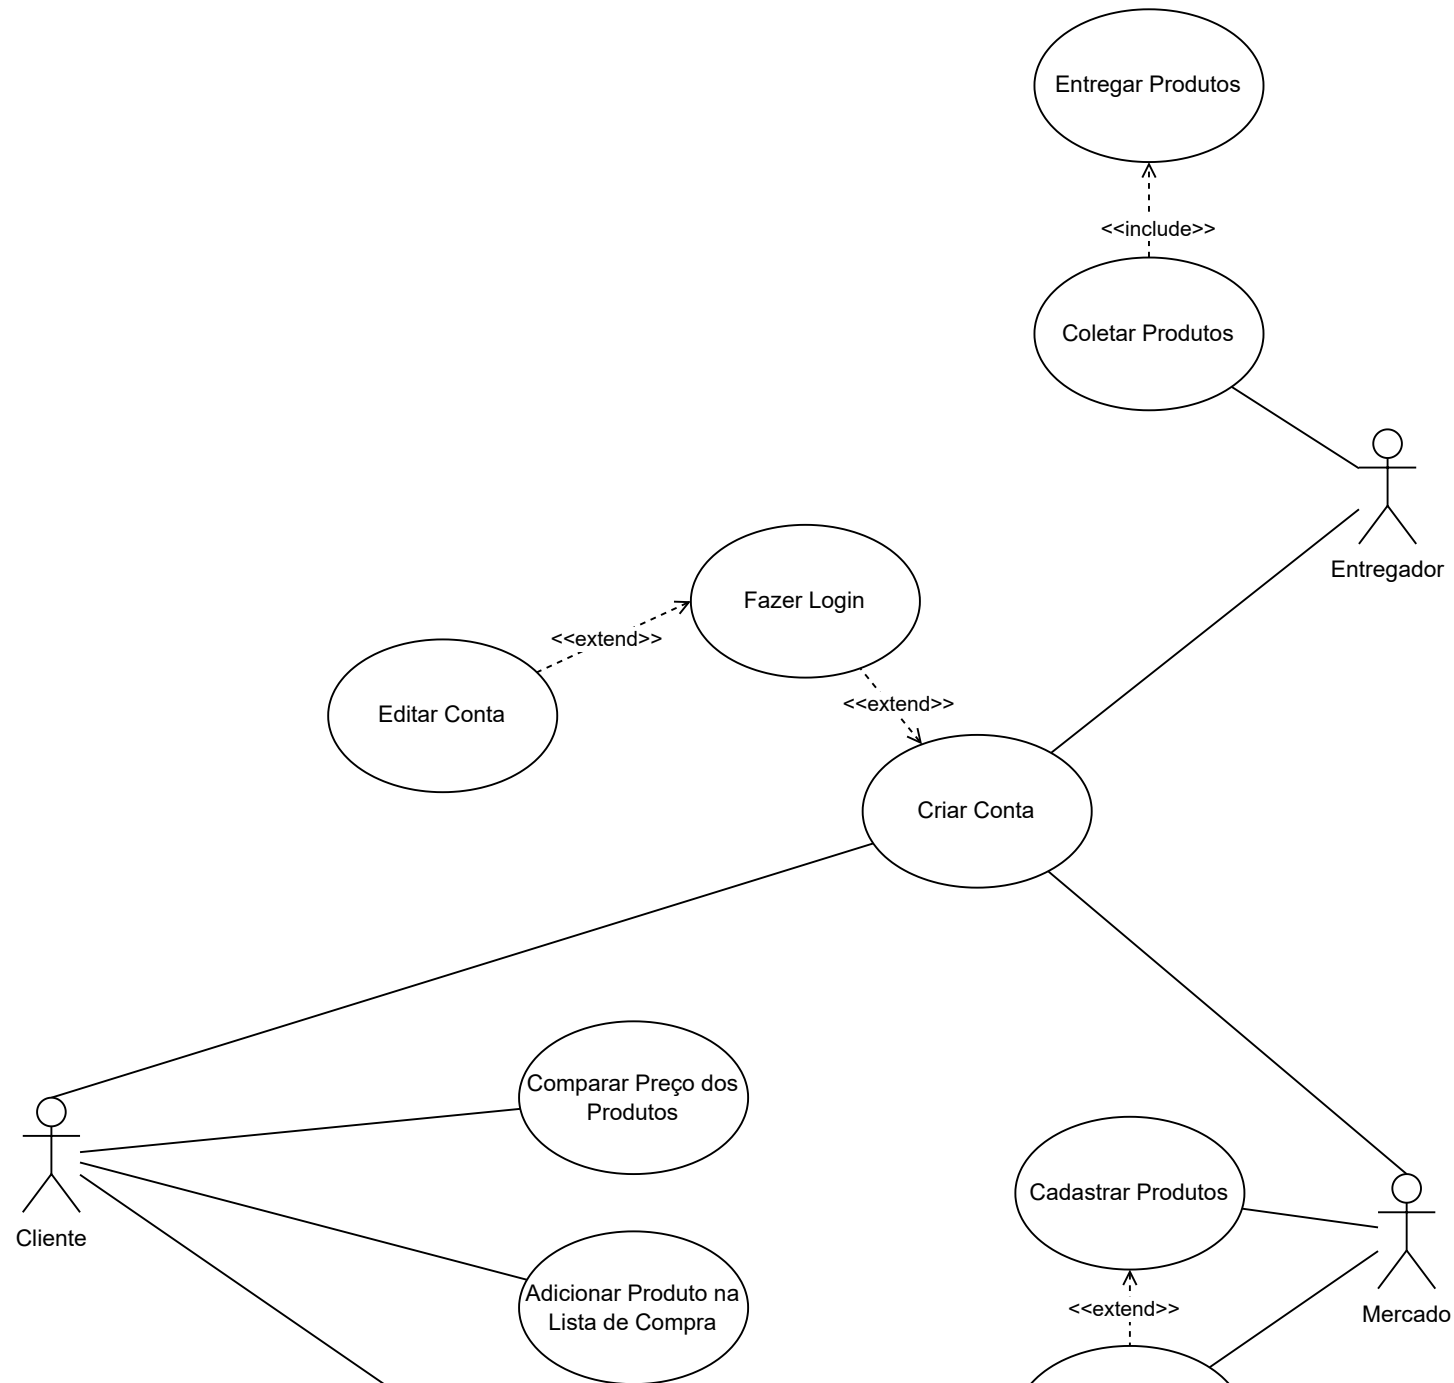 Entregar Produtos
<<include>>
Coletar Produtos
Entregador
Fazer Login
<<extend>>
Editar Conta
<<extend>>
Criar Conta
Comparar Preço dos
Produtos
Cadastrar Produtos
Cliente
Adicionar Produto na
Lista de Compra
<<extend>>
Mercado